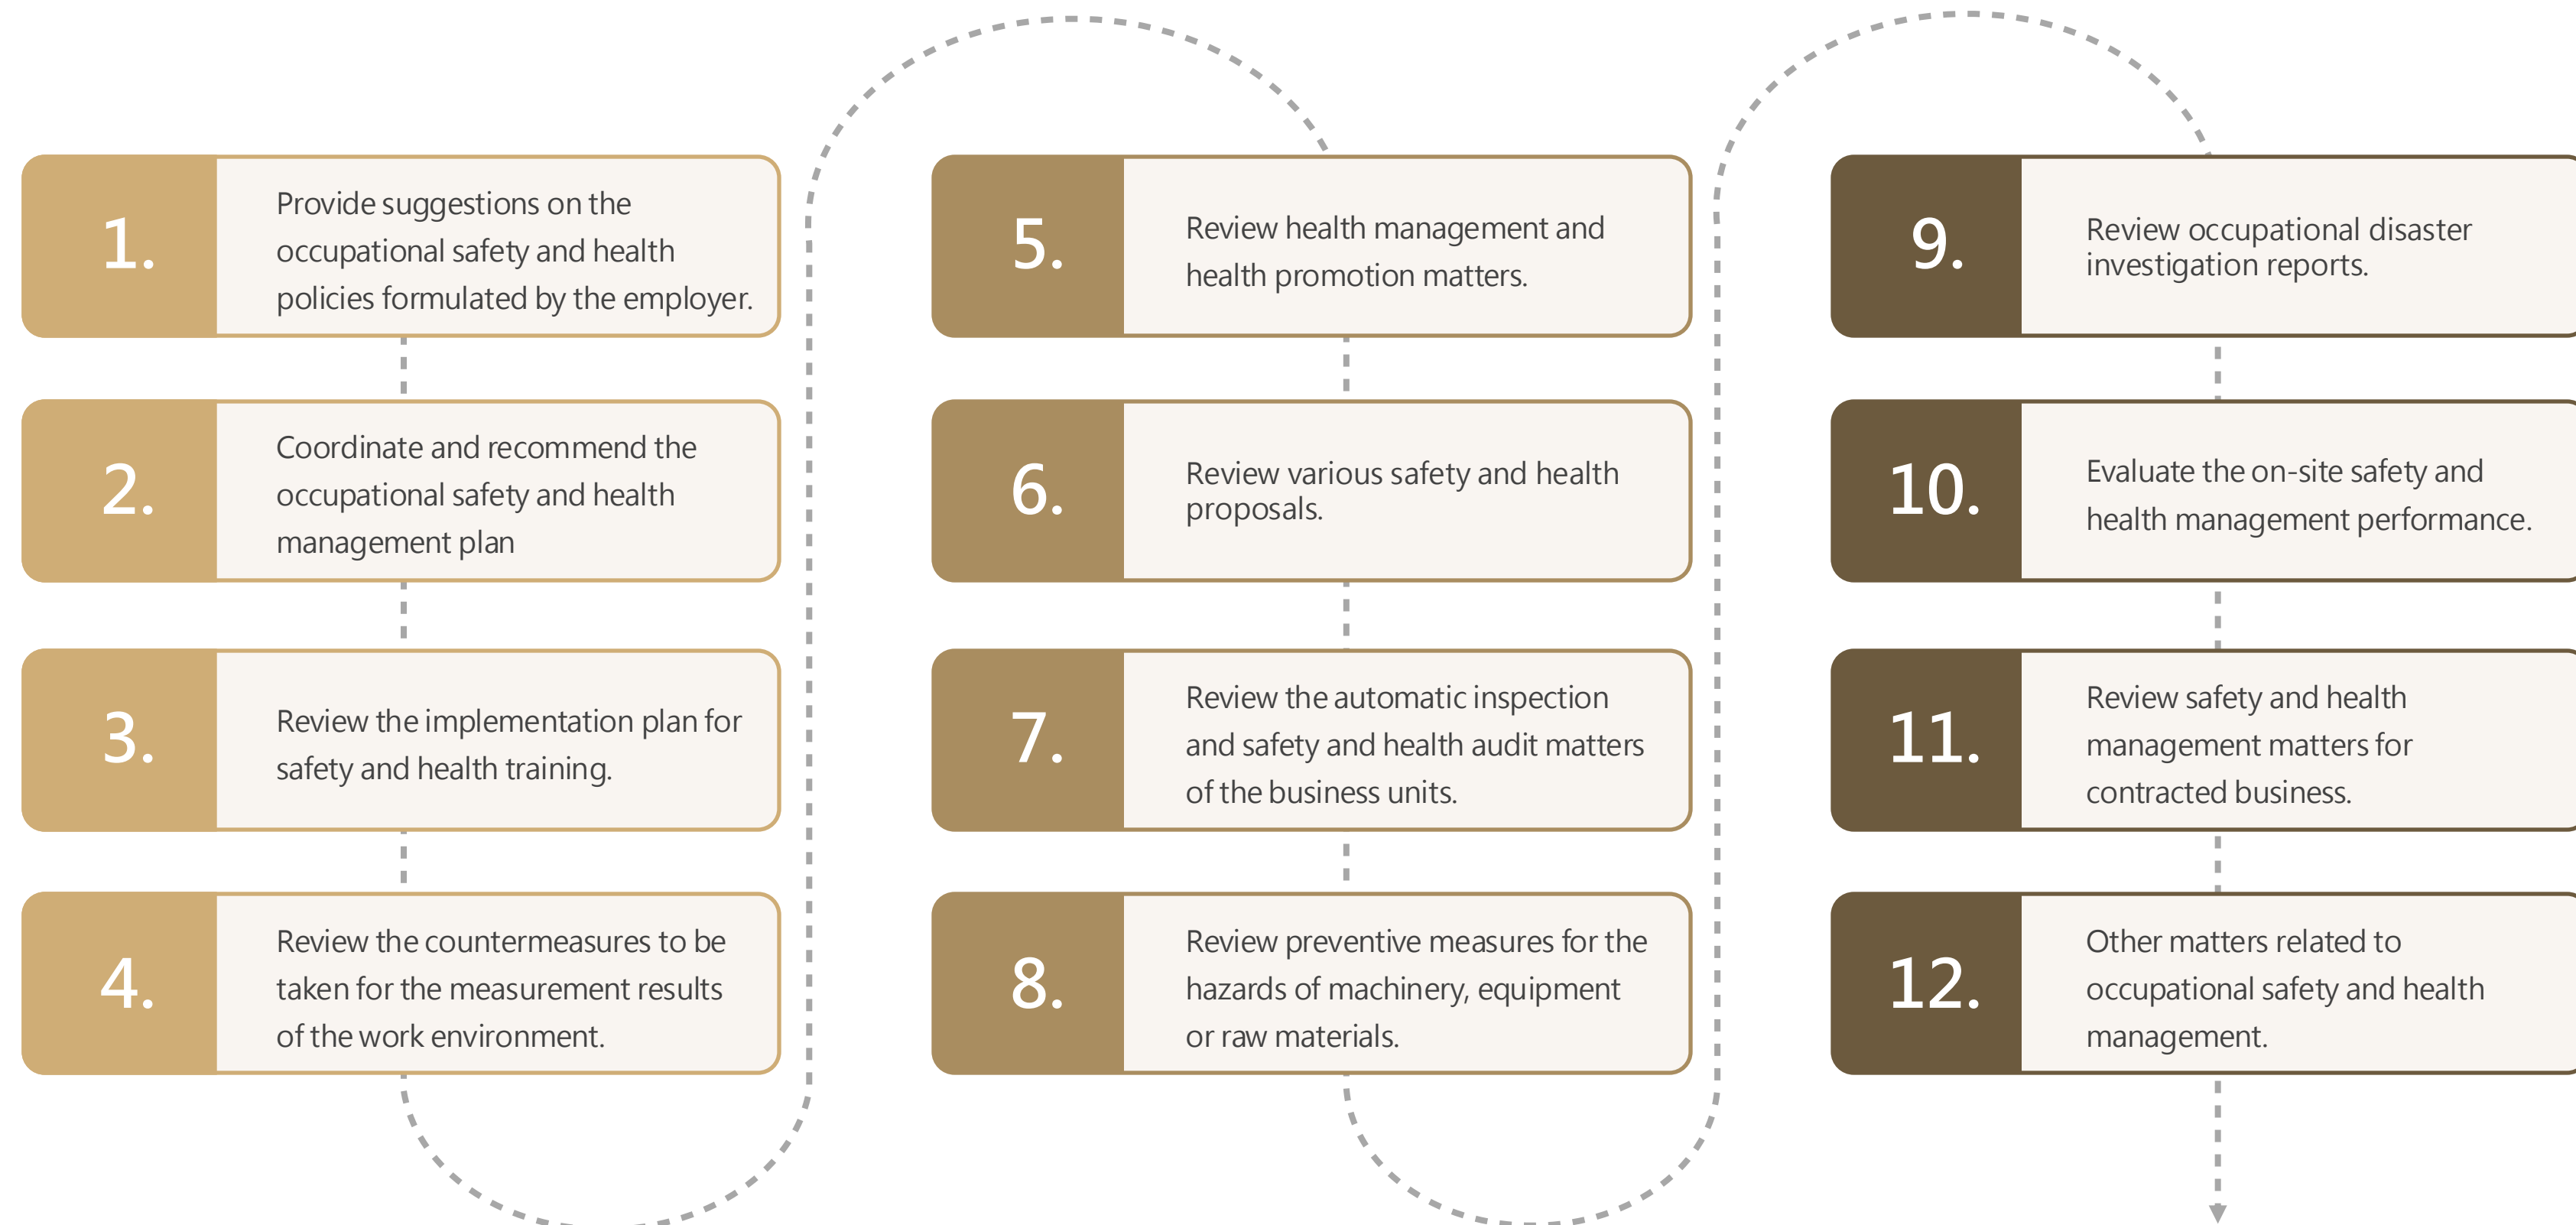 1.
Provide suggestions on the
occupational safety and health
policies formulated by the employer.
2.
Coordinate and recommend the
occupational safety and health
management plan
3.
Review the implementation plan for
safety and health training.
4.
Review the countermeasures to be
taken for the measurement results
of the work environment.
5.
Review health management and
health promotion matters.
6.
Review various safety and health
proposals.
7.
Review the automatic inspection
and safety and health audit matters
of the business units.
8.
Review preventive measures for the
hazards of machinery, equipment
or raw materials.
9.
Review occupational disaster
investigation reports.
10.
Evaluate the on-site safety and
health management performance.
11.
Review safety and health
management matters for
contracted business.
12.
Other matters related to
occupational safety and health
management.